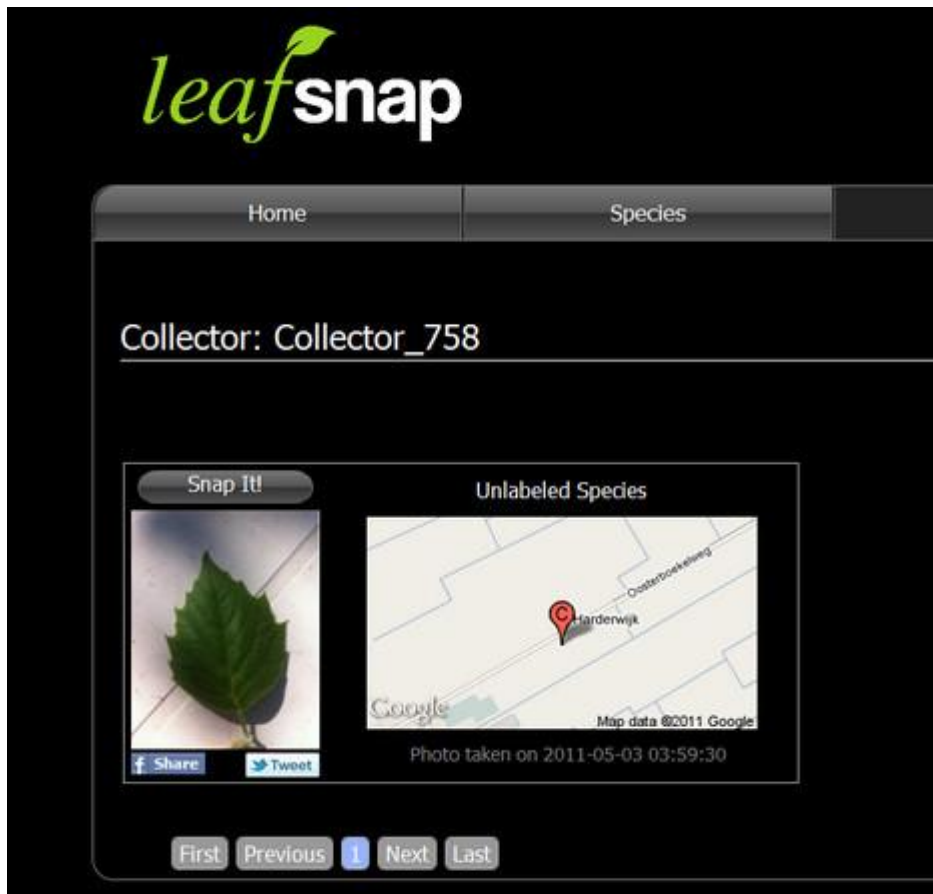 leafsnap
Home
Species
Collector: Collector_758
Snap It!
Unlabeled Species
Oosterboekelweg
C
Harderwijk
Google
Map data ©2011 Google
f Share
Tweet
Photo taken on 2011-05-03 03:59:30
First Previous 1 Next Last